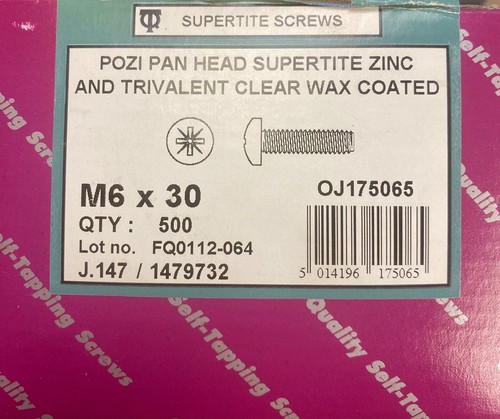 SUPERTITE SCREWS
POZI PAN HEAD SUPERTITE ZINC
AND TRIVALENT CLEAR WAX COATED
M6 x 30
OJ175065
QTY : 500
Lot no. FQ0112-064
J.147 / 1479732
5 014196 175065
Quality Self-Tapping
Self-Tapping
Screws
Quality Self-Tapping
Screws
Self-Tapping
Screws
Quality Self-